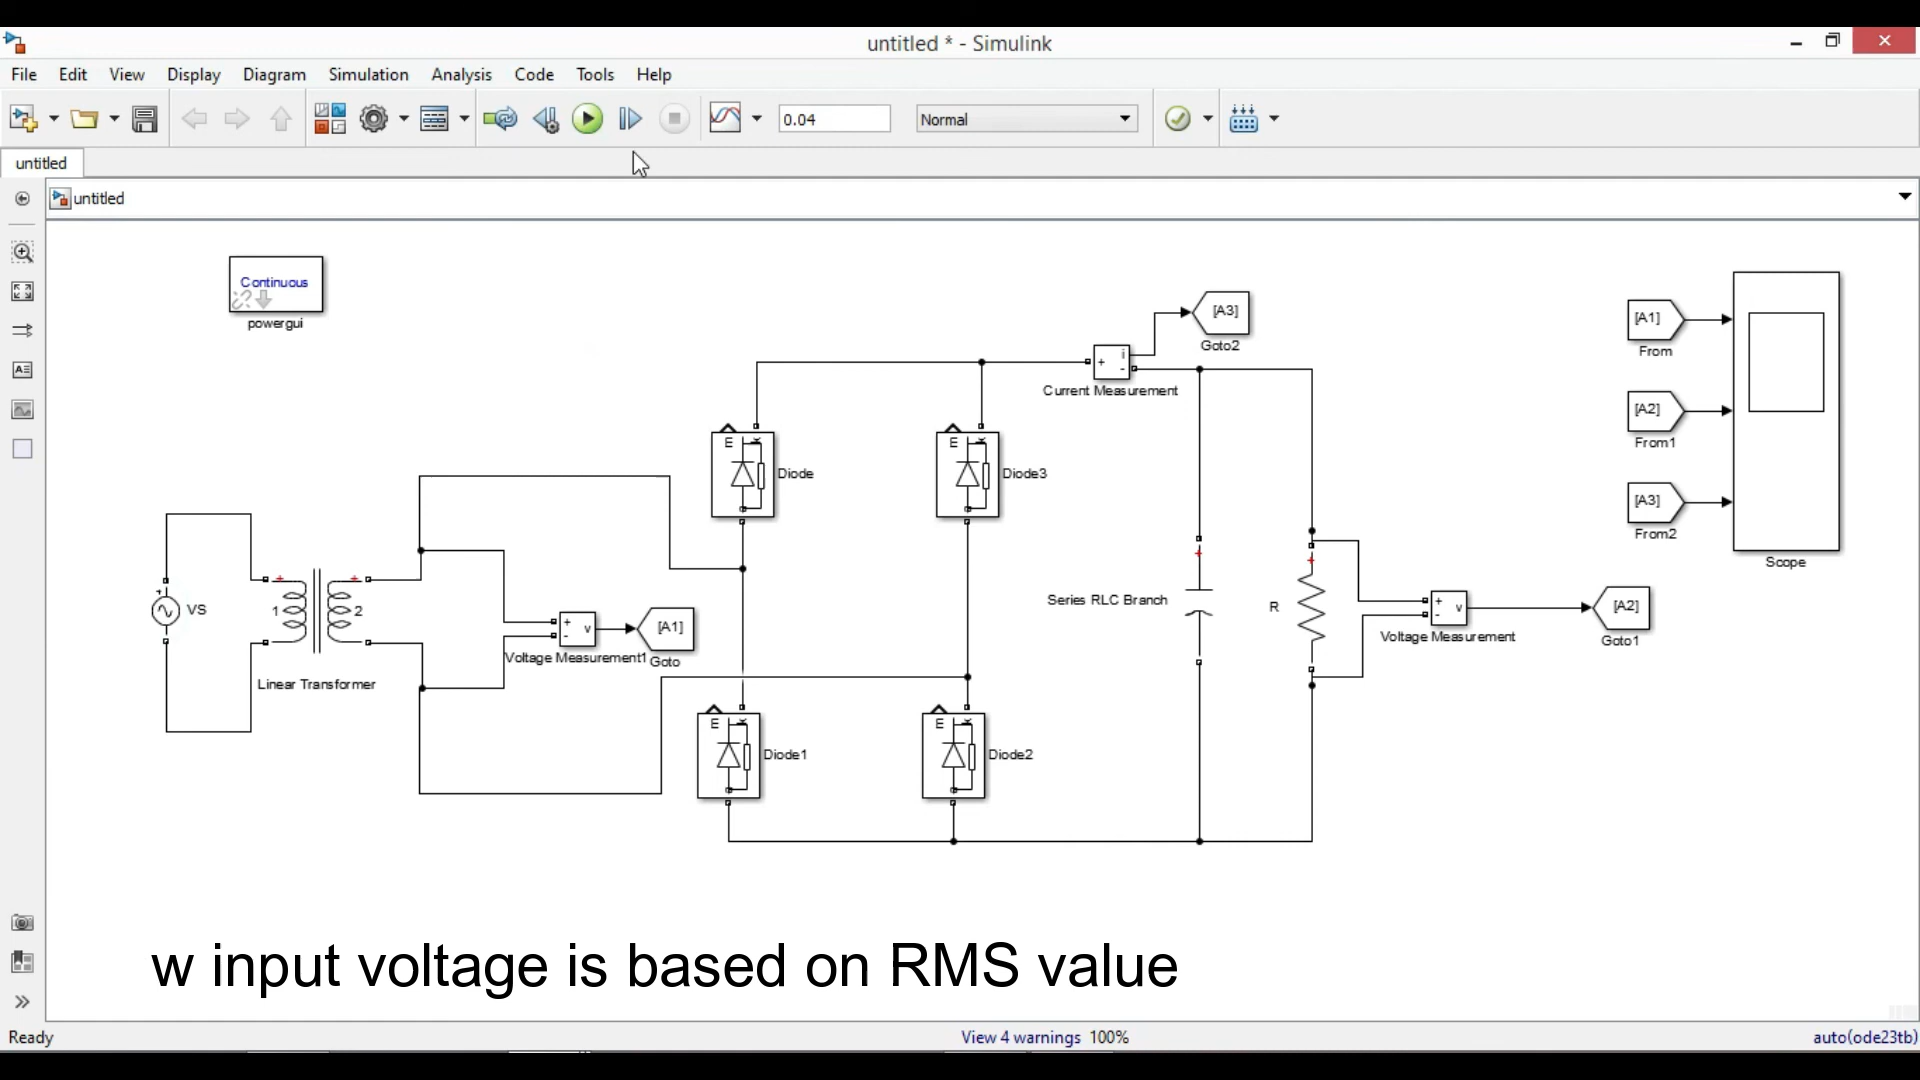 untitled * - Simulink
File Edit View Display Diagram Simulation Analysis Code Tools Help
0.04 Normal
untitled
untitled
Continuous
powergui
[A3]
Goto2
i
+
-
Current Measurement
[A1]
From
[A2]
From1
[A3]
From2
Scope
Diode
Diode3
VS
1
2
Linear Transformer
+
-
v
[A1]
Voltage Measurement1 Goto
Series RLC Branch
R
+
-
v
[A2]
Voltage Measurement
Goto1
Diode1
Diode2
w input voltage is based on RMS value
Ready View 4 warnings 100% auto(ode23tb)